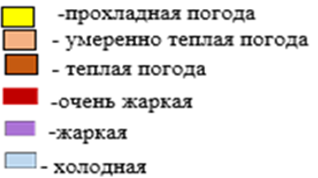 -прохладная погода
- умеренно теплая погода
- теплая погода
-очень жаркая
-жаркая
- холодная